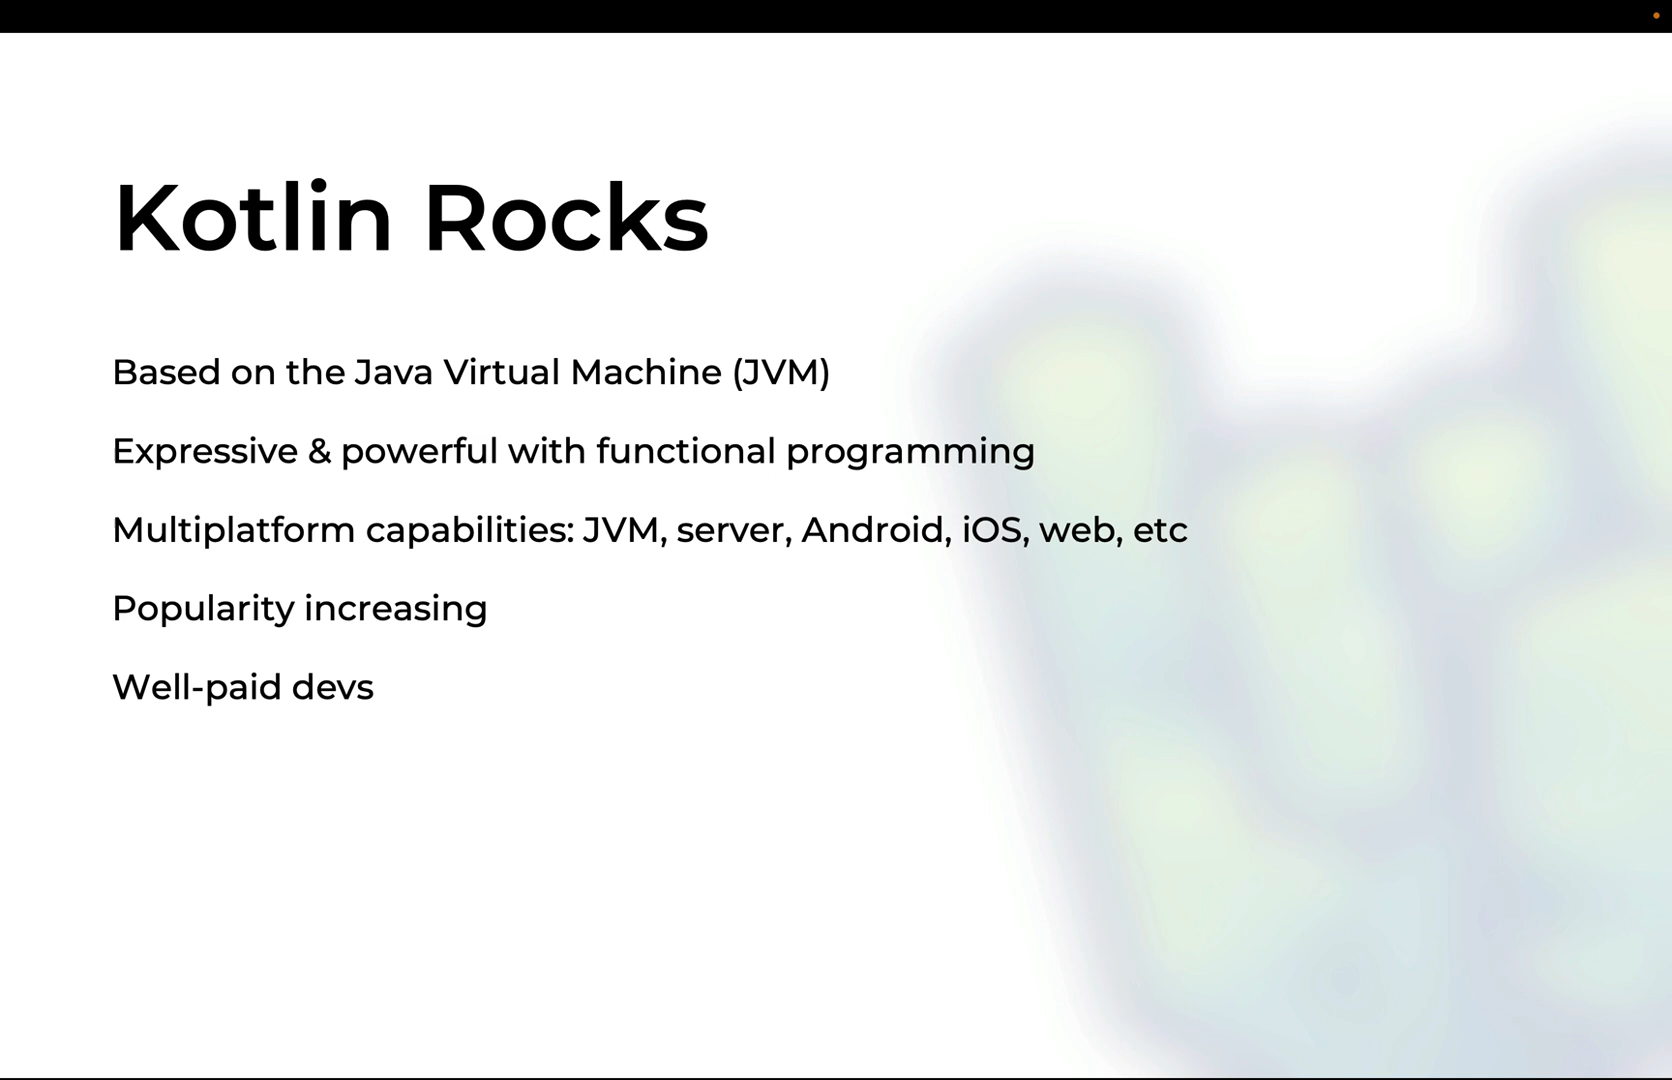 Kotlin Rocks
Based on the Java Virtual Machine (JVM)
Expressive & powerful with functional programming
Multiplatform capabilities: JVM, server, Android, iOS, web, etc
Popularity increasing
Well-paid devs